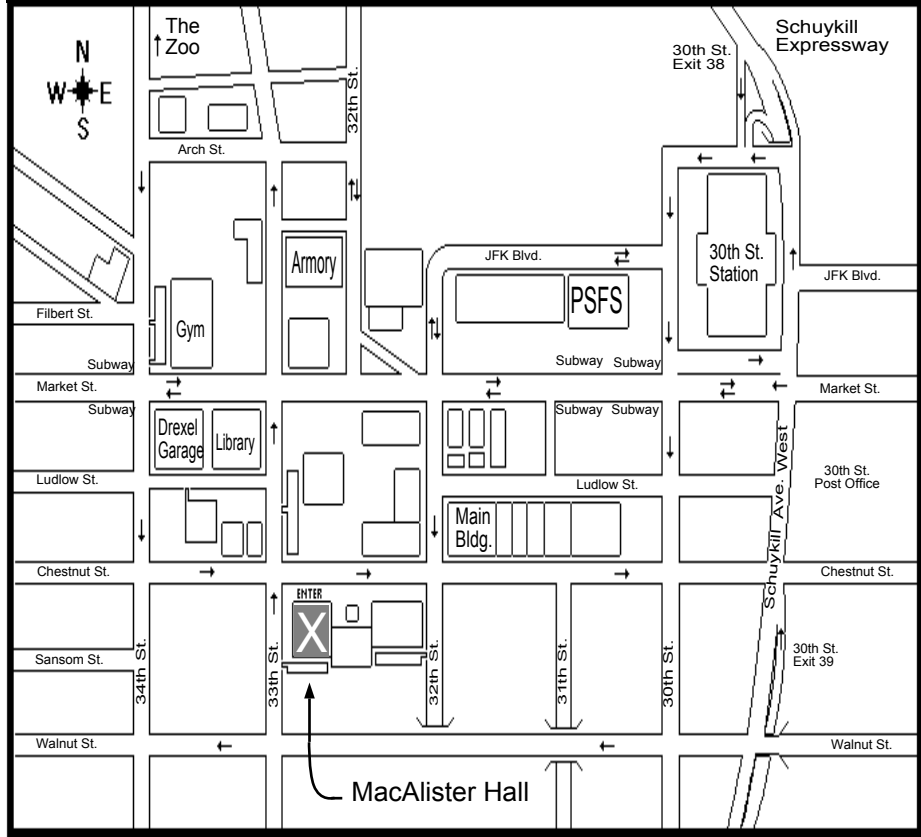 The
Zoo
Schuykill
Expressway
30th St.
Exit 38
N
W E
S
32th St.
Arch St.
JFK Blvd.
Armory
30th St.
Station
PSFS
JFK Blvd.
Filbert St.
Gym
Subway
Subway
Subway
Market St.
Market St.
Subway
Subway
Subway
Drexel
Garage
Library
Ludlow St.
Ludlow St.
30th St.
Post Office
Main
Bldg.
Schuykill Ave. West
Chestnut St.
Chestnut St.
ENTER
X
Sansom St.
34th St.
33th St.
32th St.
31th St.
30th St.
30th St.
Exit 39
Walnut St.
Walnut St.
MacAlister Hall